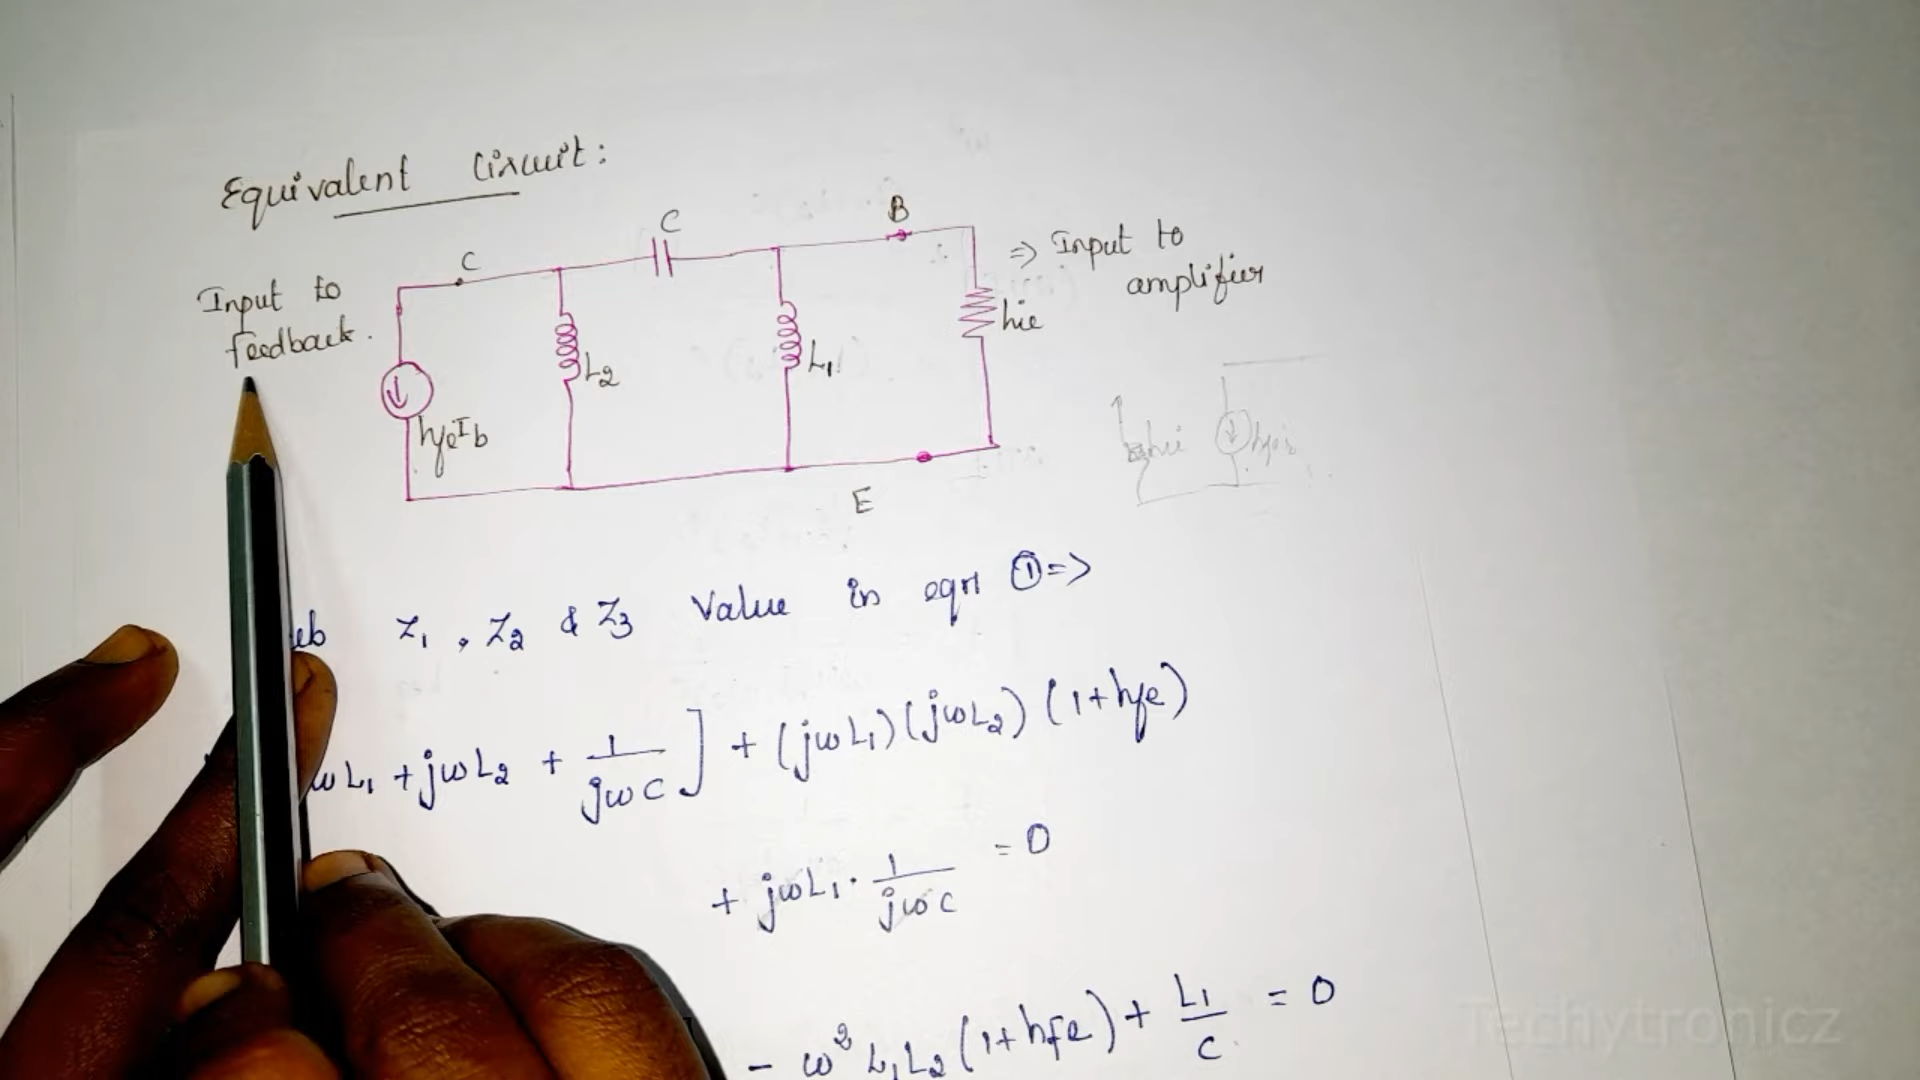 Equivalent Circuit:
C
B
C
Input to
feedback.
⇒ Input to
amplifier
hie
L2
L1
hfeIb
E
Z1, Z2 & Z3 Value in eqn ① ⇒
ωL1 + jωL2 + 1/jωC ] + (jωL1)(jωL2)(1+hfe)
+ jωL1 · 1/jωC = 0
- ω² L1L2 (1+hfe) + L1/C = 0
Techytronicz